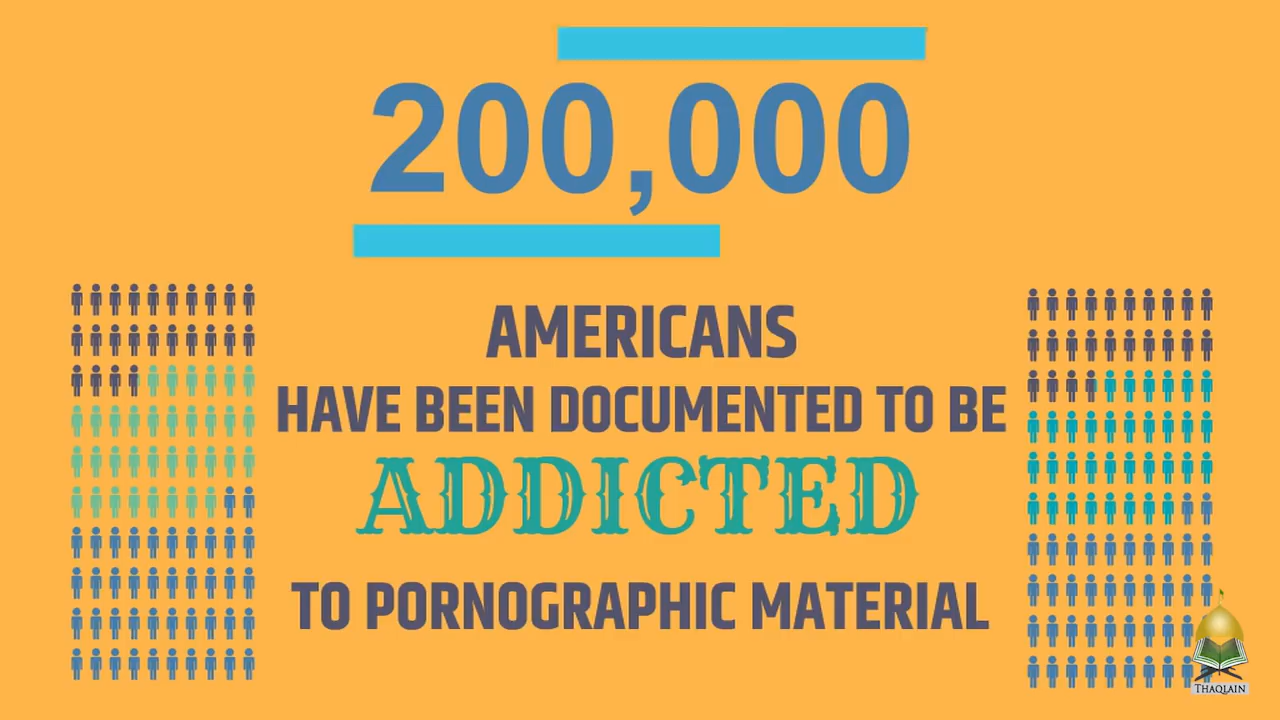 200,000
AMERICANS
HAVE BEEN DOCUMENTED TO BE
ADDICTED
TO PORNOGRAPHIC MATERIAL
THAQLAIN